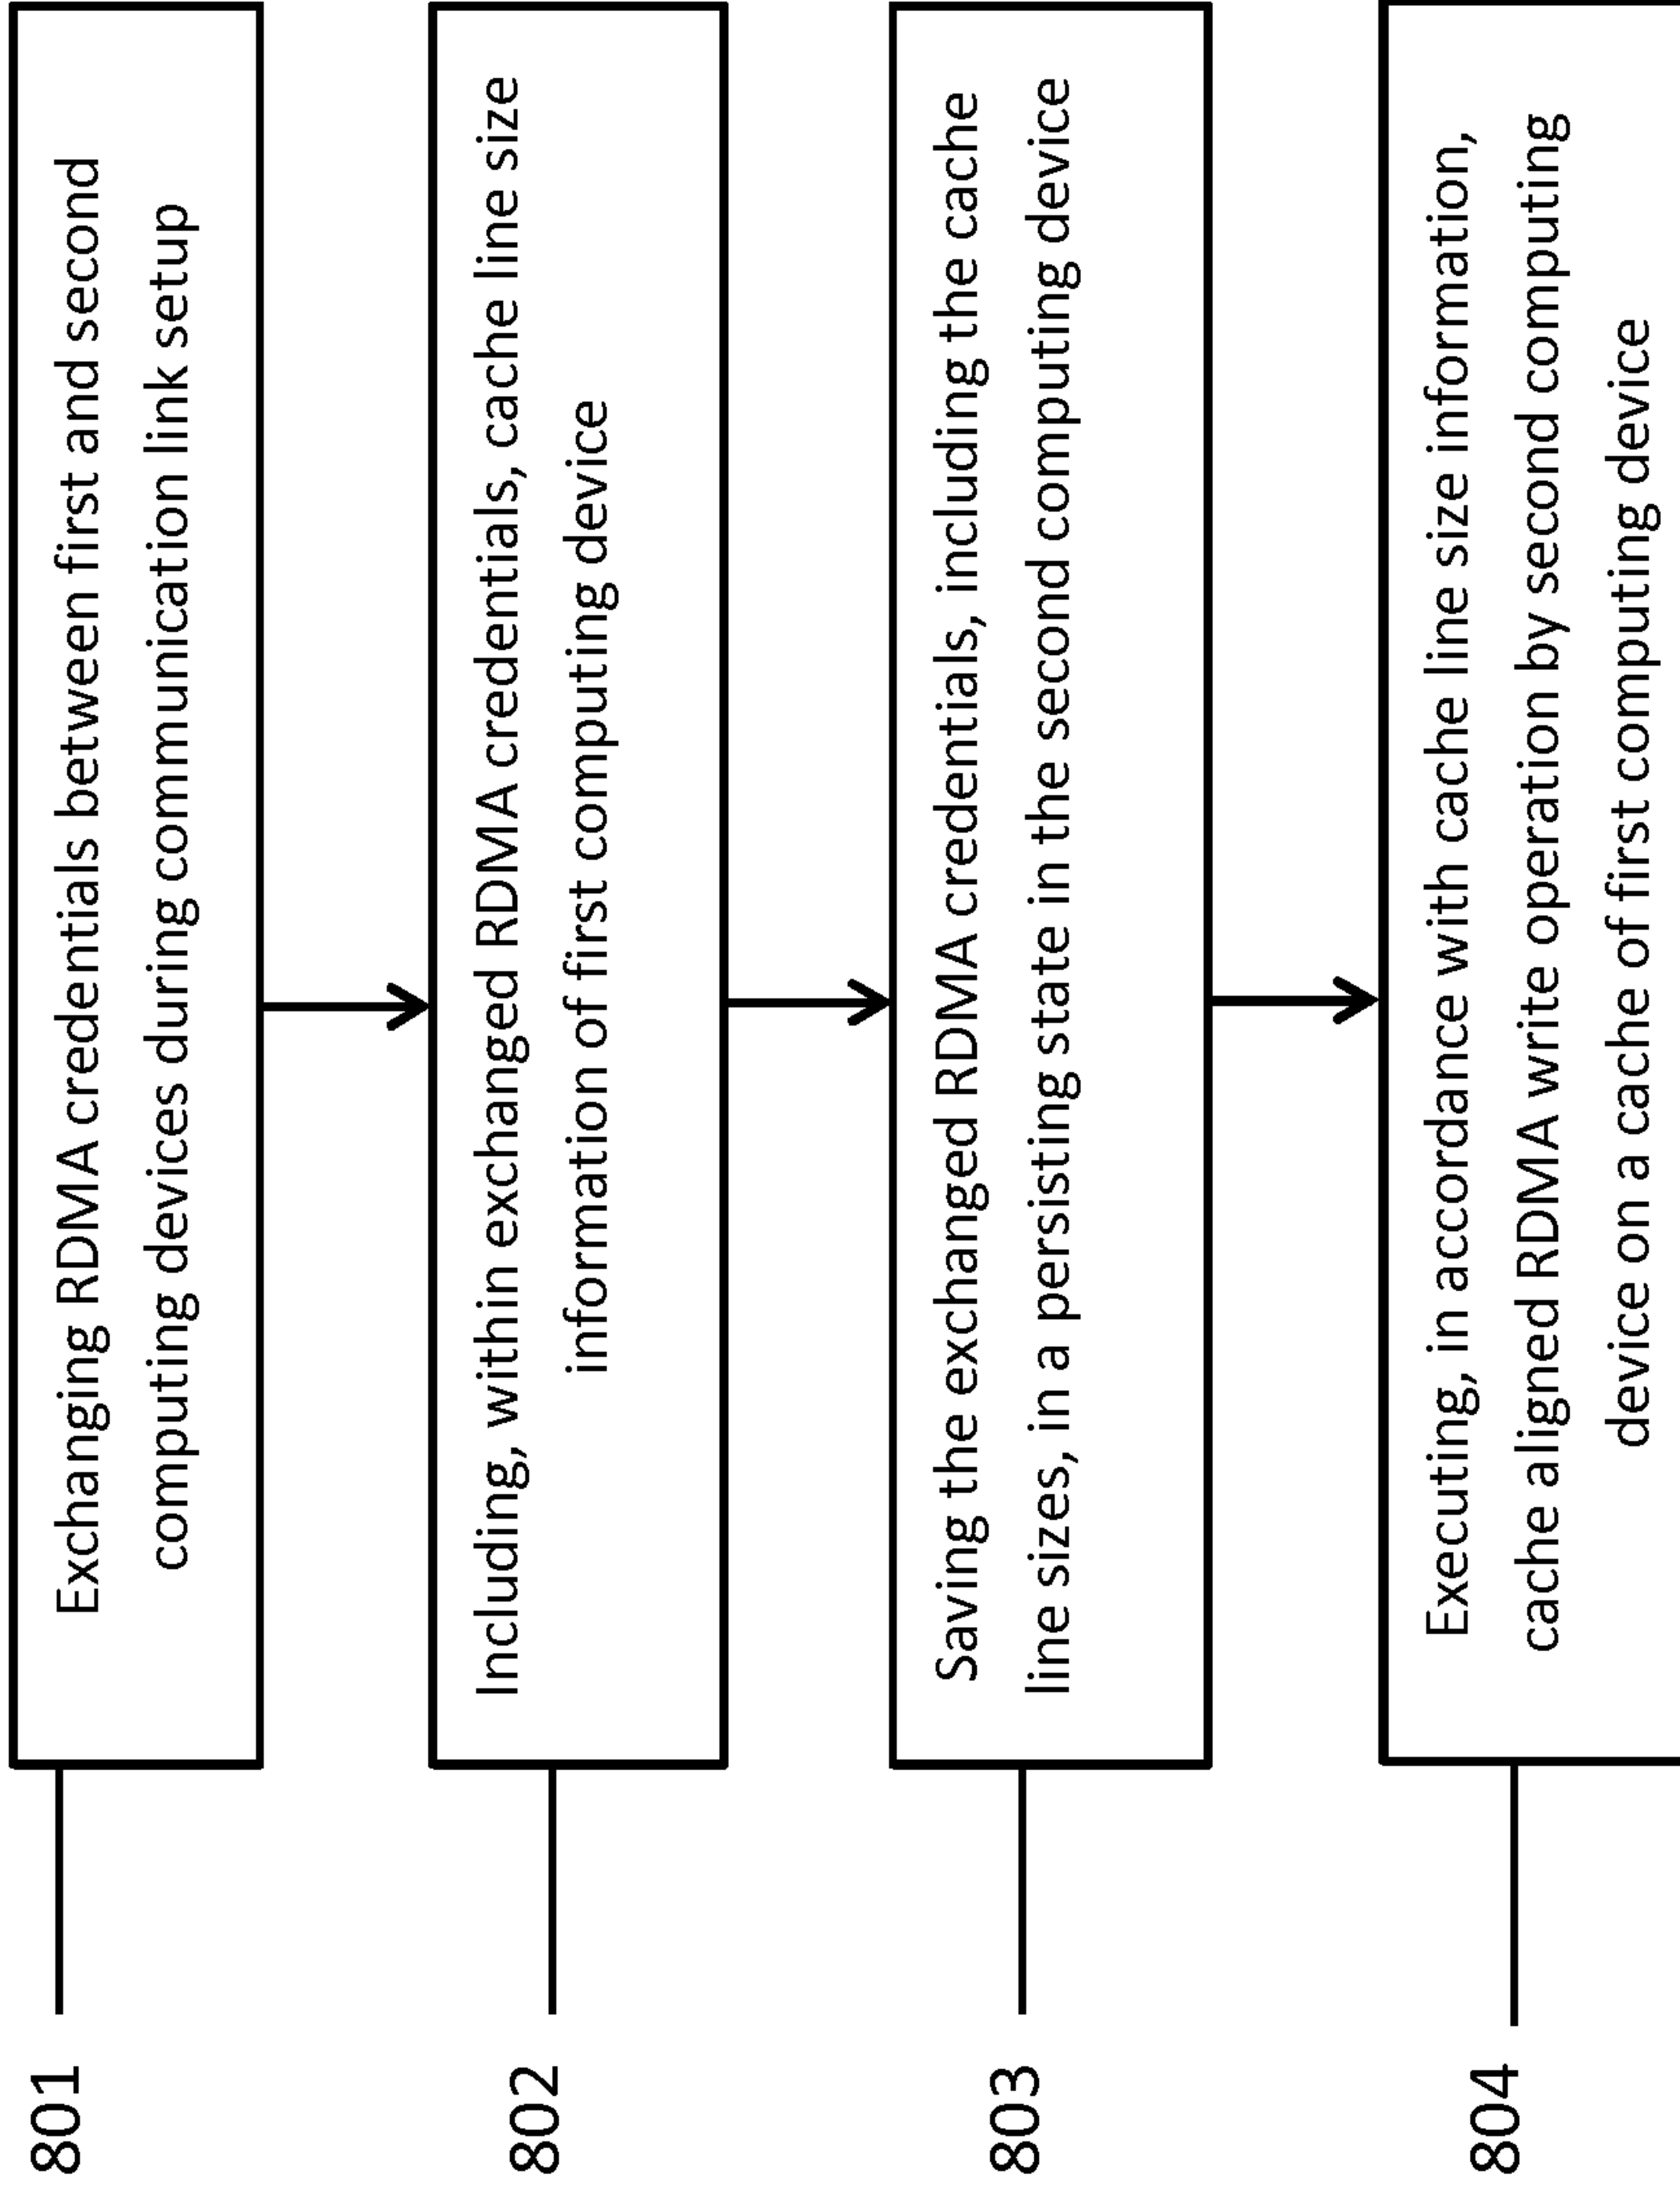 801
Exchanging RDMA credentials between first and second
computing devices during communication link setup
802
Including, within exchanged RDMA credentials, cache line size
information of first computing device
803
Saving the exchanged RDMA credentials, including the cache
line sizes, in a persisting state in the second computing device
804
Executing, in accordance with cache line size information,
cache aligned RDMA write operation by second computing
device on a cache of first computing device